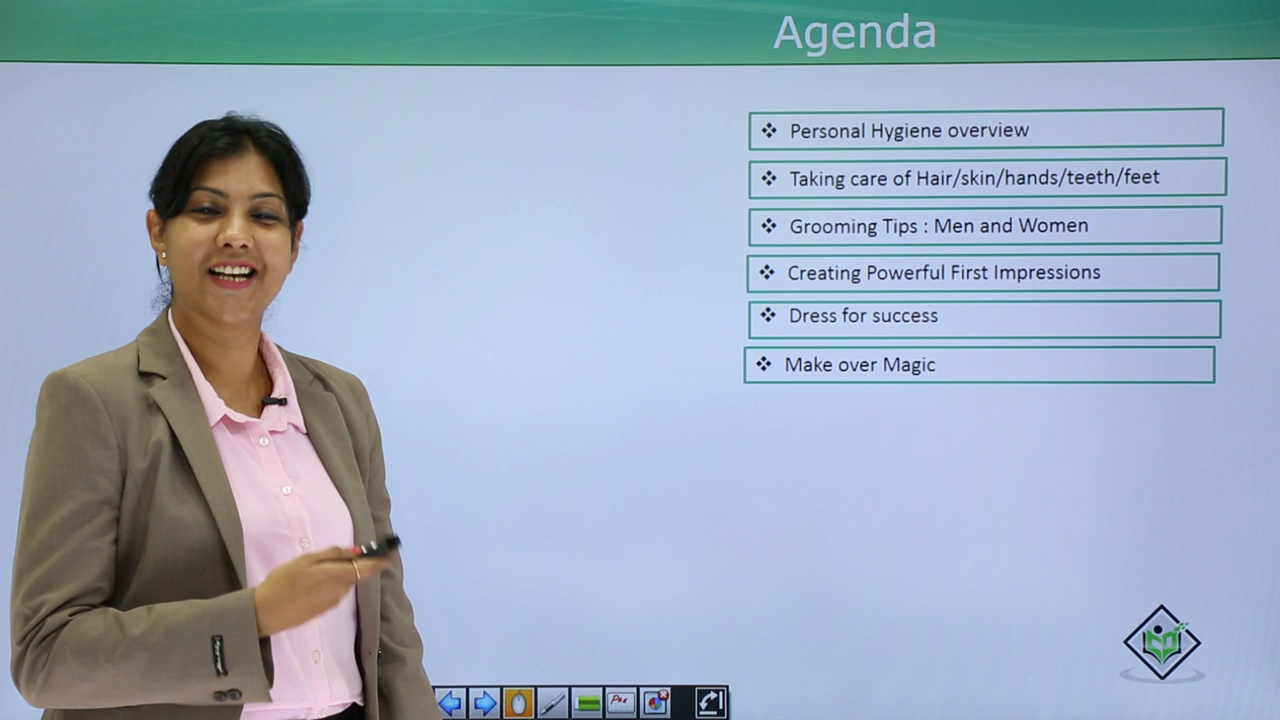 Agenda
❖ Personal Hygiene overview
❖ Taking care of Hair/skin/hands/teeth/feet
❖ Grooming Tips : Men and Women
❖ Creating Powerful First Impressions
❖ Dress for success
❖ Make over Magic
Pen